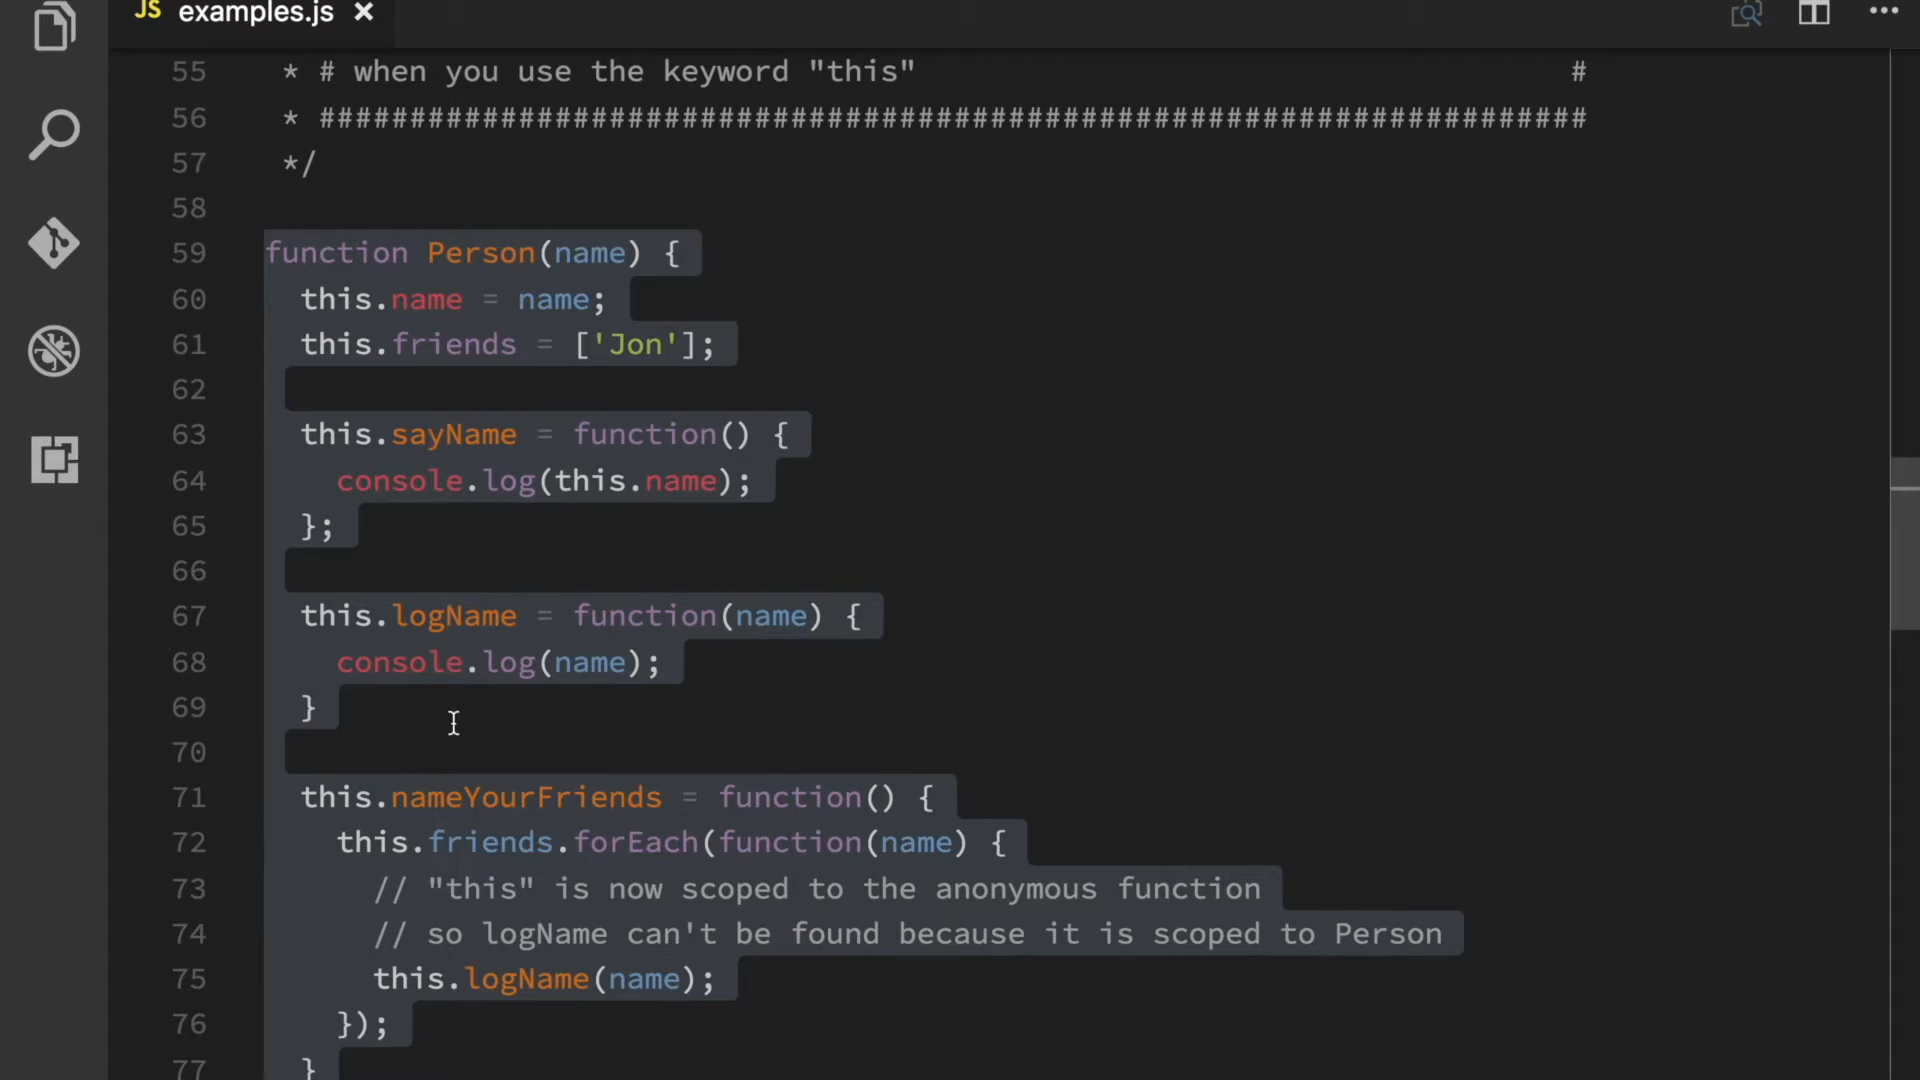 JS examples.js ×
55 * # when you use the keyword "this" #
56 * ######################################################################
57 */
58
59 function Person(name) {
60 this.name = name;
61 this.friends = ['Jon'];
62
63 this.sayName = function() {
64 console.log(this.name);
65 };
66
67 this.logName = function(name) {
68 console.log(name);
69 }
70
71 this.nameYourFriends = function() {
72 this.friends.forEach(function(name) {
73 // "this" is now scoped to the anonymous function
74 // so logName can't be found because it is scoped to Person
75 this.logName(name);
76 });
77 }